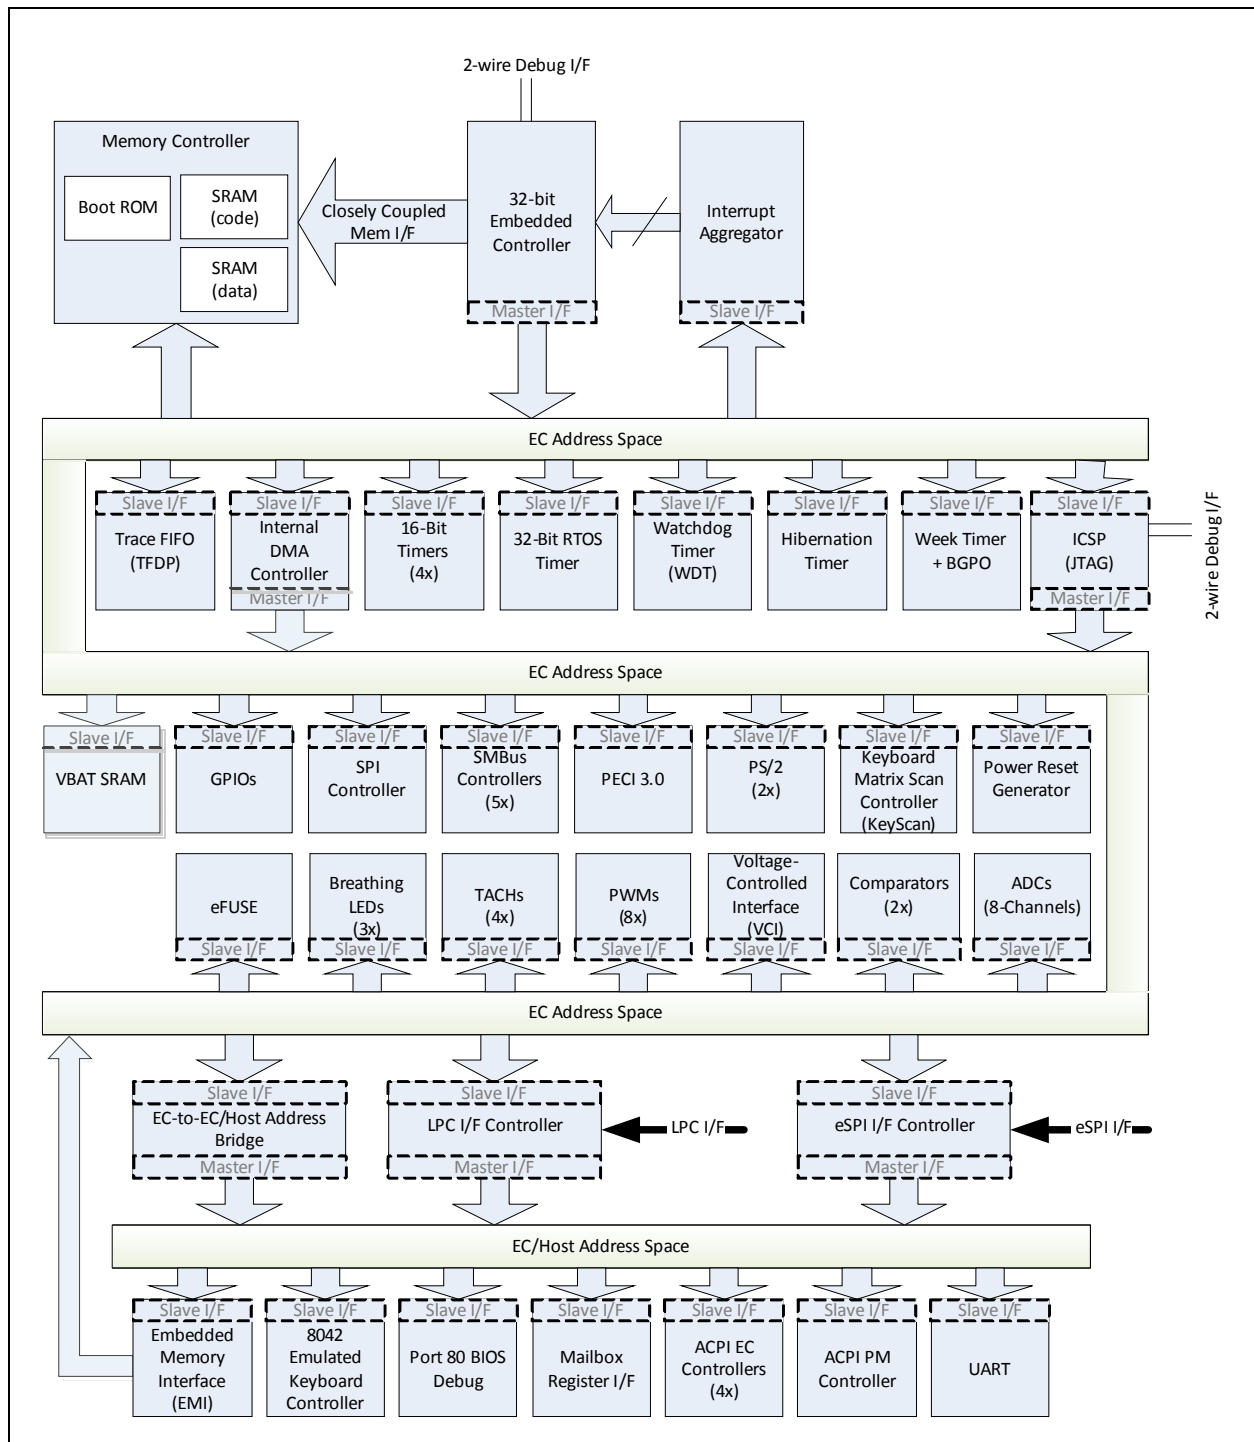 2-wire Debug I/F
Memory Controller
Boot ROM
SRAM
(code)
SRAM
(data)
Closely Coupled
Mem I/F
32-bit
Embedded
Controller
Master I/F
Interrupt
Aggregator
Slave I/F
EC Address Space
Slave I/F
Trace FIFO
(TFDP)
Slave I/F
Internal
DMA
Controller
Master I/F
Slave I/F
16-Bit
Timers
(4x)
Slave I/F
32-Bit RTOS
Timer
Slave I/F
Watchdog
Timer
(WDT)
Slave I/F
Hibernation
Timer
Slave I/F
Week Timer
+ BGPO
Slave I/F
ICSP
(JTAG)
Master I/F
2-wire Debug I/F
EC Address Space
Slave I/F
VBAT SRAM
Slave I/F
GPIOs
Slave I/F
SPI
Controller
Slave I/F
SMBus
Controllers
(5x)
Slave I/F
PECI 3.0
Slave I/F
PS/2
(2x)
Slave I/F
Keyboard
Matrix Scan
Controller
(KeyScan)
Slave I/F
Power Reset
Generator
eFUSE
Slave I/F
Breathing
LEDs
(3x)
Slave I/F
TACHs
(4x)
Slave I/F
PWMs
(8x)
Slave I/F
Voltage-
Controlled
Interface
(VCI)
Slave I/F
Comparators
(2x)
Slave I/F
ADCs
(8-Channels)
Slave I/F
EC Address Space
Slave I/F
EC-to-EC/Host Address
Bridge
Master I/F
Slave I/F
LPC I/F Controller
Master I/F
LPC I/F
Slave I/F
eSPI I/F Controller
Master I/F
eSPI I/F
EC/Host Address Space
Slave I/F
Embedded
Memory
Interface
(EMI)
Slave I/F
8042
Emulated
Keyboard
Controller
Slave I/F
Port 80 BIOS
Debug
Slave I/F
Mailbox
Register I/F
Slave I/F
ACPI EC
Controllers
(4x)
Slave I/F
ACPI PM
Controller
Slave I/F
UART